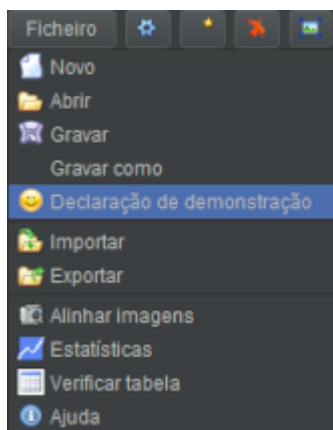 Ficheiro
Novo
Abrir
Gravar
Gravar como
Declaração de demonstração
Importar
Exportar
Alinhar imagens
Estatísticas
Verificar tabela
Ajuda